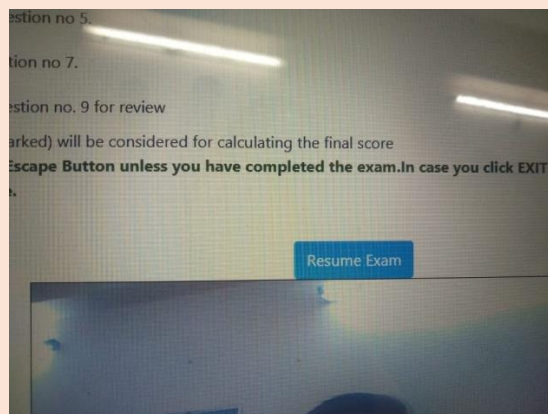 estion no 5.
tion no 7.
estion no. 9 for review
arked) will be considered for calculating the final score
Escape Button unless you have completed the exam.In case you click EXIT
e.
Resume Exam